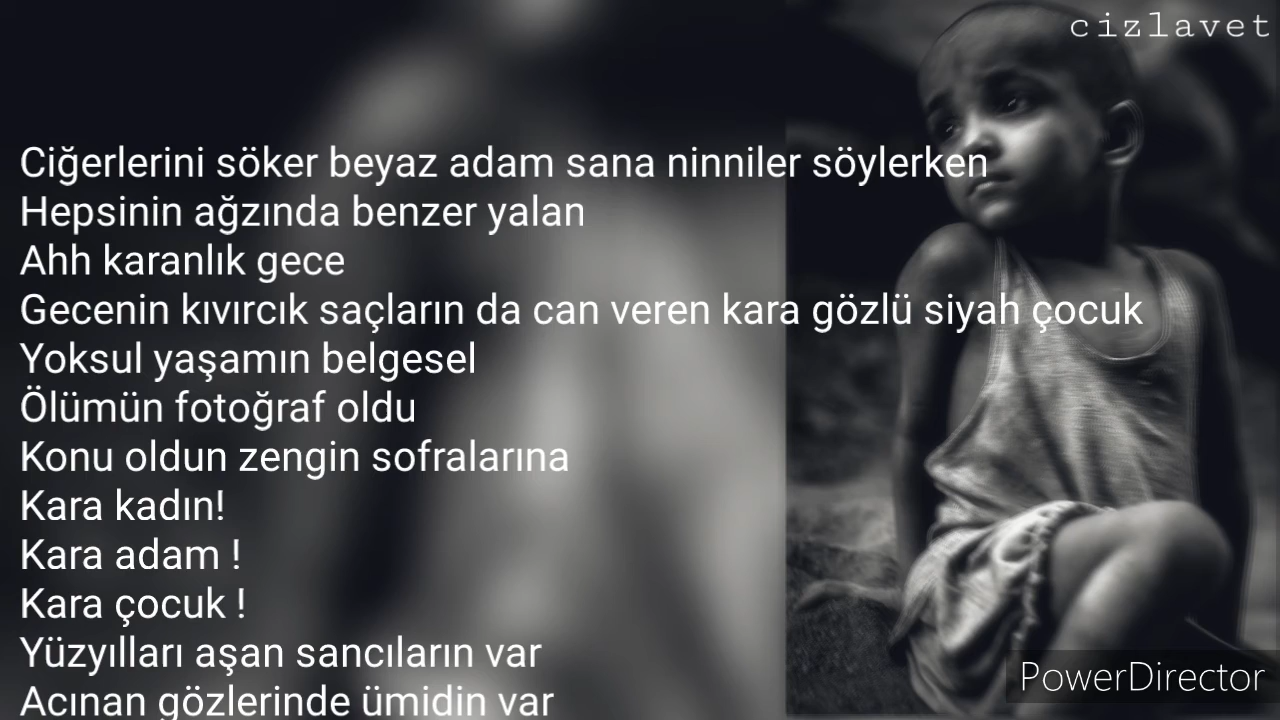 cizlavet
Ciğerlerini söker beyaz adam sana ninniler söylerken
Hepsinin ağzında benzer yalan
Ahh karanlık gece
Gecenin kıvırcık saçların da can veren kara gözlü siyah çocuk
Yoksul yaşamın belgesel
Ölümün fotoğraf oldu
Konu oldun zengin sofralarına
Kara kadın!
Kara adam !
Kara çocuk !
Yüzyılları aşan sancıların var
Acınan gözlerinde ümidin var
PowerDirector